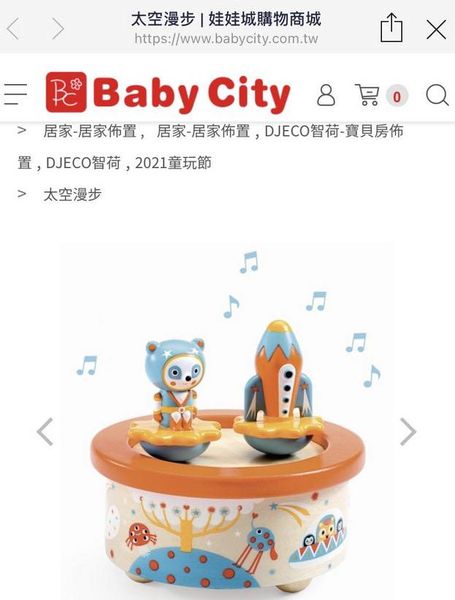 太空漫步 | 娃娃城購物商城
https://www.babycity.com.tw
BC Baby City
0
> 居家-居家佈置 , 居家-居家佈置 , DJECO智荷-寶貝房佈
置 , DJECO智荷 , 2021童玩節
> 太空漫步